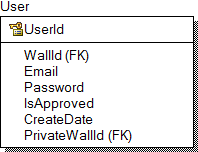 User
UserId
WallId (FK)
Email
Password
IsApproved
CreateDate
PrivateWallId (FK)